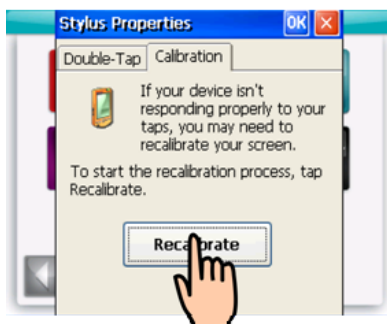 Stylus Properties OK
Double-Tap Calibration
If your device isn't
responding properly to your
taps, you may need to
recalibrate your screen.
To start the recalibration process, tap
Recalibrate.
Recalibrate